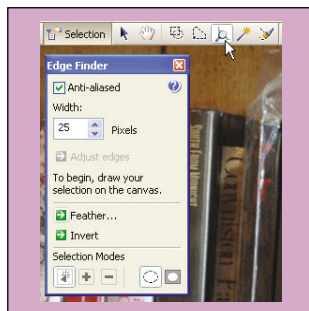 Selection
Edge Finder
Anti-aliased
Width:
25 Pixels
Adjust edges
To begin, draw your
selection on the canvas.
Feather...
Invert
Selection Modes